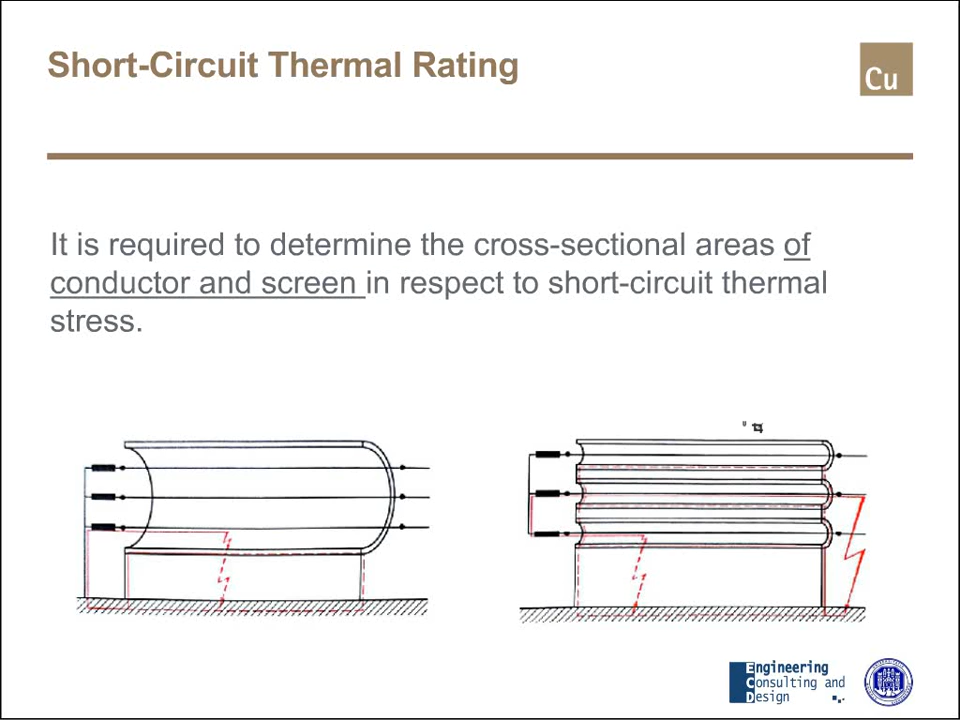 Short-Circuit Thermal Rating
Cu
It is required to determine the cross-sectional areas of
conductor and screen in respect to short-circuit thermal
stress.
Engineering
Consulting and
Design
E
C
D